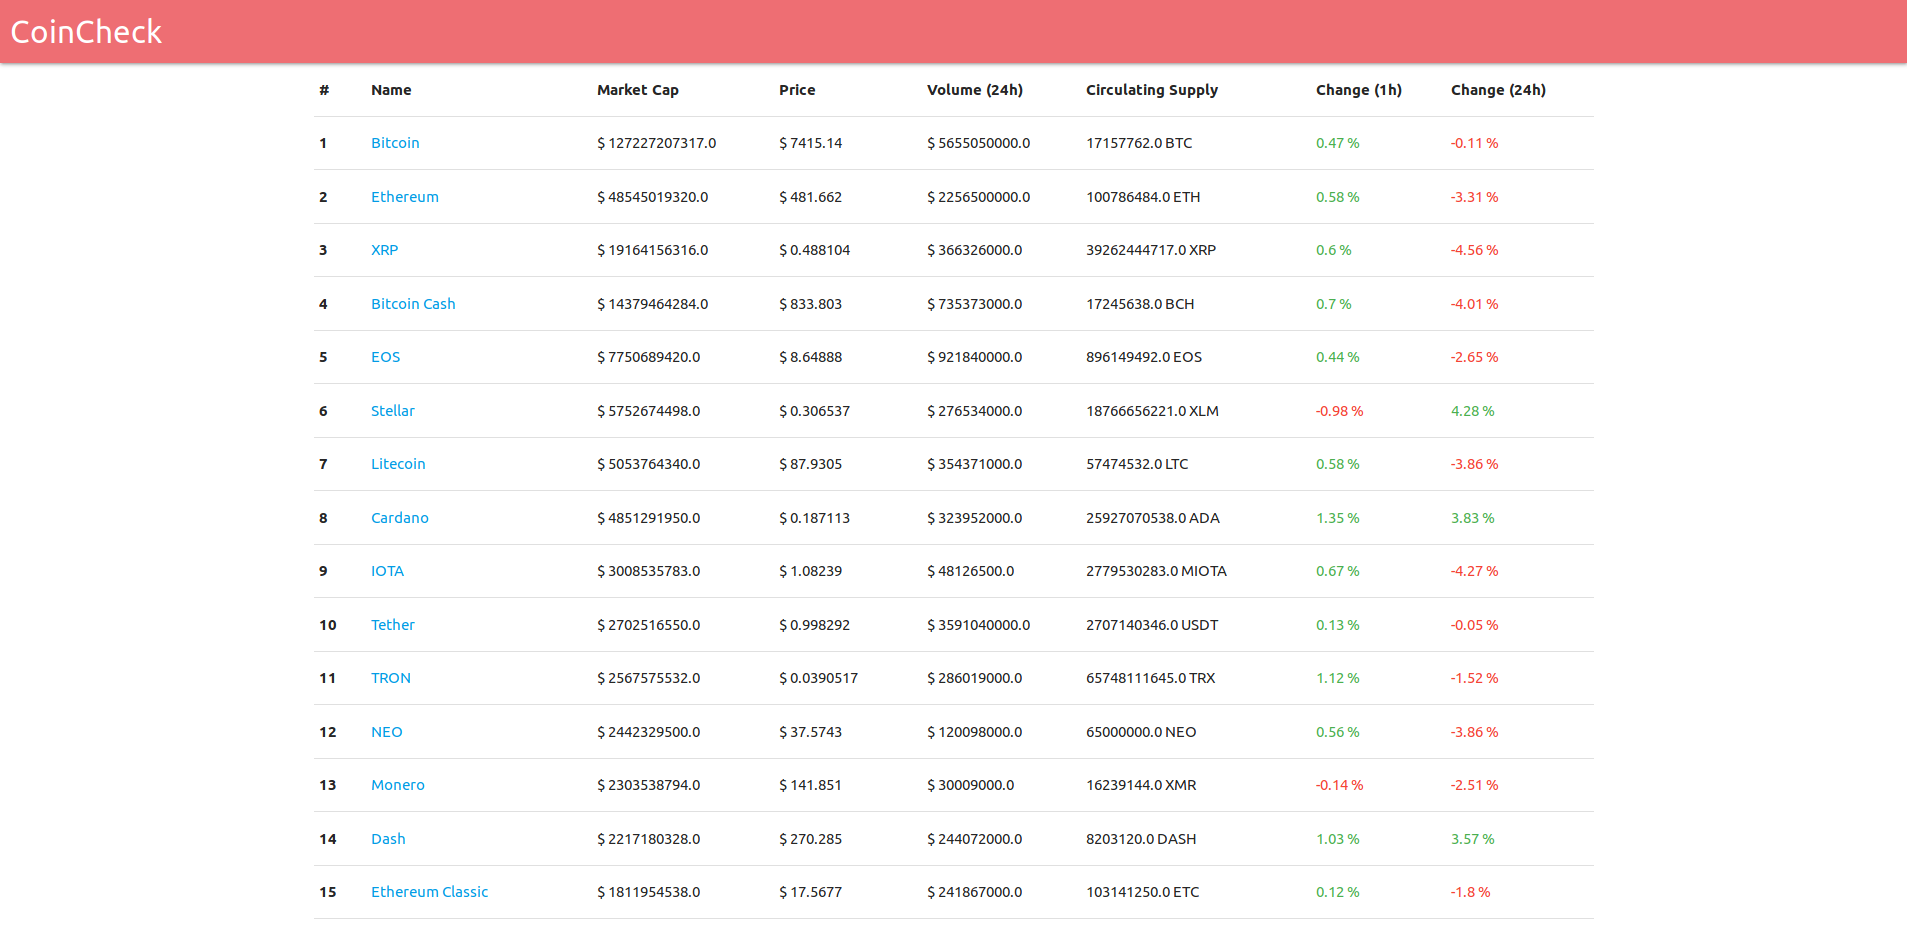 CoinCheck
# Name Market Cap Price Volume (24h) Circulating Supply Change (1h) Change (24h)
1 Bitcoin $ 127227207317.0 $ 7415.14 $ 5655050000.0 17157762.0 BTC 0.47 % -0.11 %
2 Ethereum $ 48545019320.0 $ 481.662 $ 2256500000.0 100786484.0 ETH 0.58 % -3.31 %
3 XRP $ 19164156316.0 $ 0.488104 $ 366326000.0 39262444717.0 XRP 0.6 % -4.56 %
4 Bitcoin Cash $ 14379464284.0 $ 833.803 $ 735373000.0 17245638.0 BCH 0.7 % -4.01 %
5 EOS $ 7750689420.0 $ 8.64888 $ 921840000.0 896149492.0 EOS 0.44 % -2.65 %
6 Stellar $ 5752674498.0 $ 0.306537 $ 276534000.0 18766656221.0 XLM -0.98 % 4.28 %
7 Litecoin $ 5053764340.0 $ 87.9305 $ 354371000.0 57474532.0 LTC 0.58 % -3.86 %
8 Cardano $ 4851291950.0 $ 0.187113 $ 323952000.0 25927070538.0 ADA 1.35 % 3.83 %
9 IOTA $ 3008535783.0 $ 1.08239 $ 48126500.0 2779530283.0 MIOTA 0.67 % -4.27 %
10 Tether $ 2702516550.0 $ 0.998292 $ 3591040000.0 2707140346.0 USDT 0.13 % -0.05 %
11 TRON $ 2567575532.0 $ 0.0390517 $ 286019000.0 65748111645.0 TRX 1.12 % -1.52 %
12 NEO $ 2442329500.0 $ 37.5743 $ 120098000.0 65000000.0 NEO 0.56 % -3.86 %
13 Monero $ 2303538794.0 $ 141.851 $ 30009000.0 16239144.0 XMR -0.14 % -2.51 %
14 Dash $ 2217180328.0 $ 270.285 $ 244072000.0 8203120.0 DASH 1.03 % 3.57 %
15 Ethereum Classic $ 1811954538.0 $ 17.5677 $ 241867000.0 103141250.0 ETC 0.12 % -1.8 %